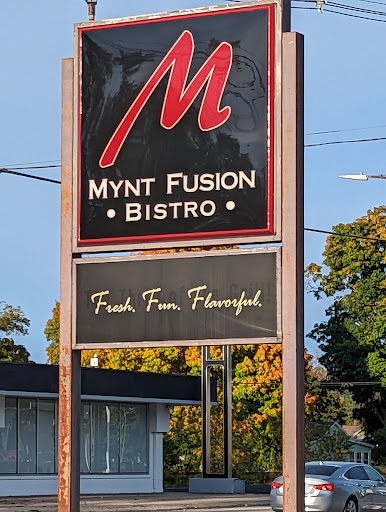 M
MYNT FUSION
• BISTRO •
Fresh. Fun. Flavorful.